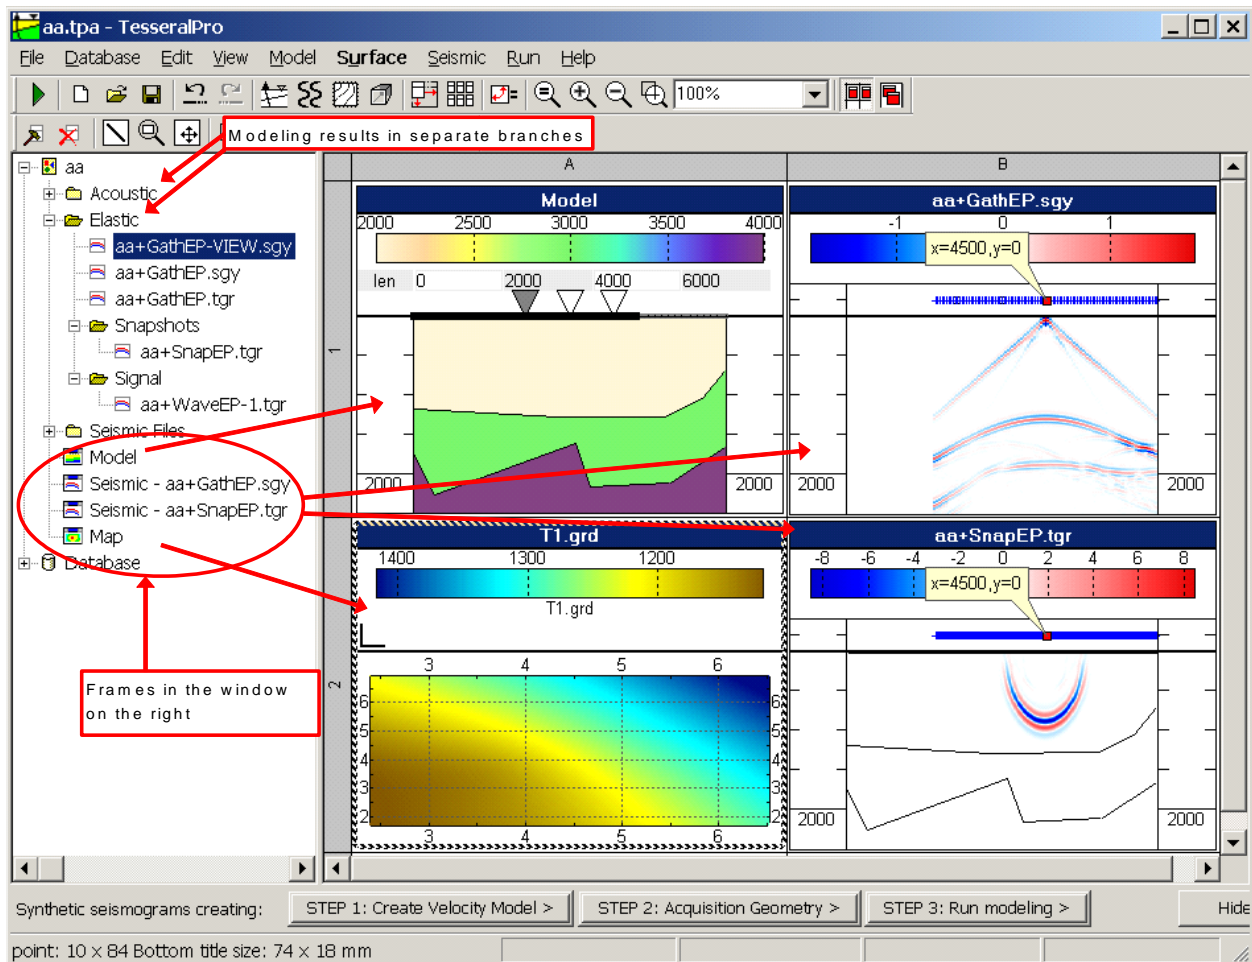 aa.tpa - TesseralPro
File Database Edit View Model Surface Seismic Run Help
100%
Modeling results in separate branches
aa
Acoustic
Elastic
aa+GathEP-VIEW.sgy
aa+GathEP.sgy
aa+GathEP.tgr
Snapshots
aa+SnapEP.tgr
Signal
aa+WaveEP-1.tgr
Seismic Files
Model
Seismic - aa+GathEP.sgy
Seismic - aa+SnapEP.tgr
Map
Database
Frames in the window
on the right
A B
1
2
Model
2000 2500 3000 3500 4000
len 0 2000 4000 6000
2000 2000
aa+GathEP.sgy
-1 0 1
x=4500,y=0
2000 2000
T1.grd
1400 1300 1200
T1.grd
3 4 5 6
6 6
5 5
4 4
3 3
2 2
3 4 5 6
aa+SnapEP.tgr
-8 -6 -4 -2 0 2 4 6 8
x=4500,y=0
2000 2000
Synthetic seismograms creating: STEP 1: Create Velocity Model > STEP 2: Acquisition Geometry > STEP 3: Run modeling > Hide
point: 10 x 84 Bottom title size: 74 x 18 mm